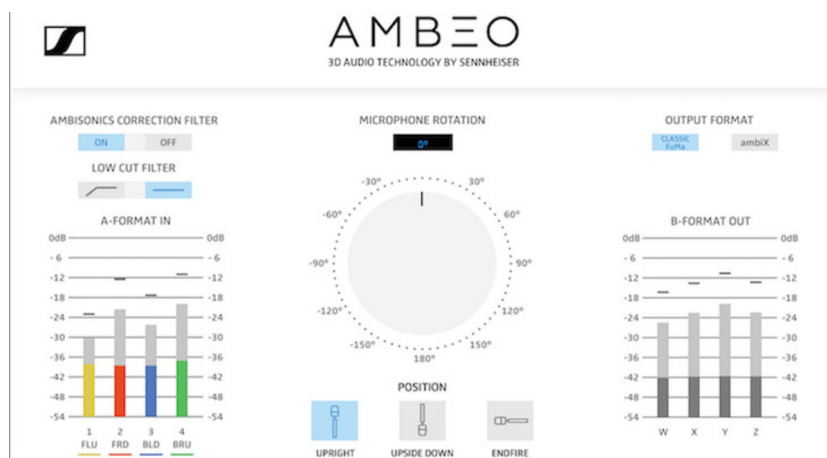 AMBEO
3D AUDIO TECHNOLOGY BY SENNHEISER
AMBISONICS CORRECTION FILTER
ON OFF
LOW CUT FILTER
A-FORMAT IN
0dB 0dB
- 6 - 6
-12 -12
-18 -18
-24 -24
-30 -30
-36 -36
-42 -42
-48 -48
-54 -54
1 2 3 4
FLU FRD BLD BRU
MICROPHONE ROTATION
0°
-30° 30°
-60° 60°
-90° 90°
-120° 120°
-150° 150°
180°
POSITION
UPRIGHT UPSIDE DOWN ENDFIRE
OUTPUT FORMAT
CLASSIC
FuMa
ambiX
B-FORMAT OUT
0dB 0dB
- 6 - 6
-12 -12
-18 -18
-24 -24
-30 -30
-36 -36
-42 -42
-48 -48
-54 -54
W X Y Z